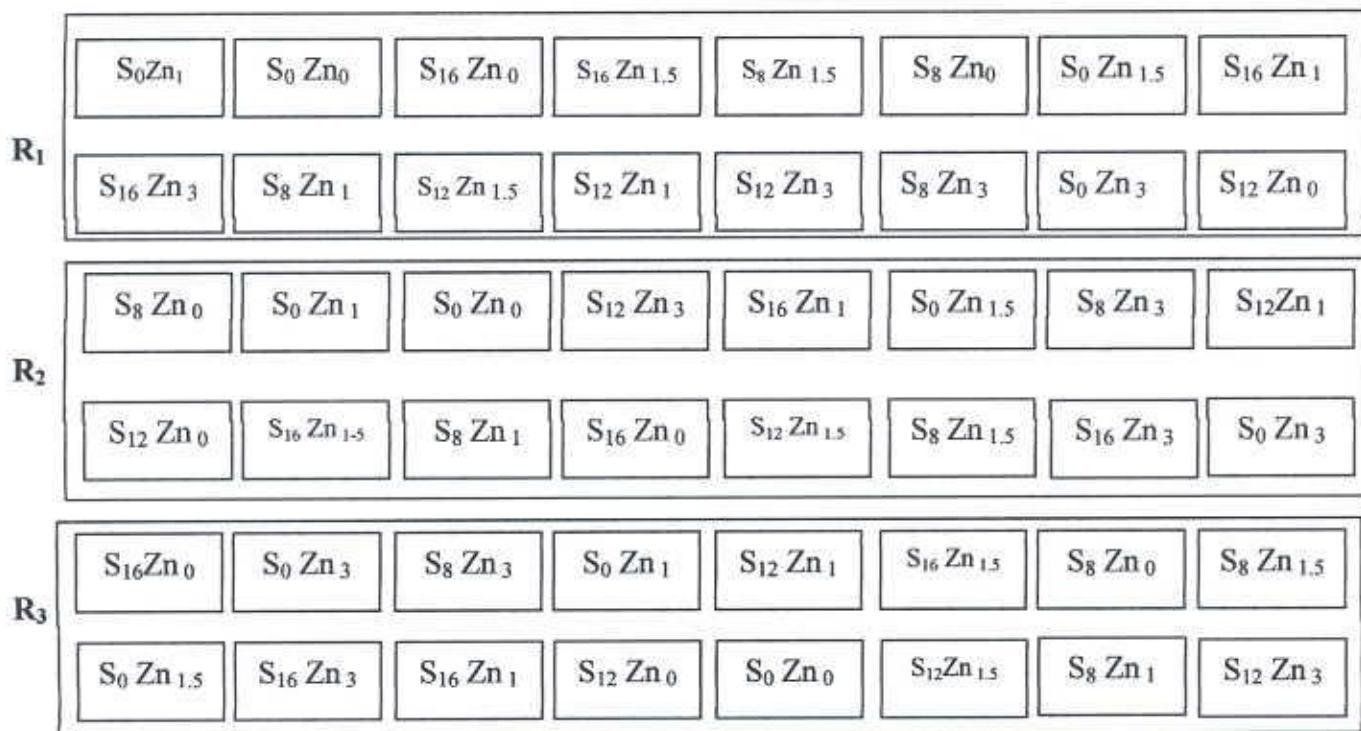 S₀Zn₁ S₀ Zn₀ S₁₆ Zn ₀ S₁₆ Zn ₁.₅ S₈ Zn ₁.₅ S₈ Zn₀ S₀ Zn ₁.₅ S₁₆ Zn ₁
R₁
S₁₆ Zn ₃ S₈ Zn ₁ S₁₂ Zn ₁.₅ S₁₂ Zn ₁ S₁₂ Zn ₃ S₈ Zn ₃ S₀ Zn ₃ S₁₂ Zn ₀
S₈ Zn ₀ S₀ Zn ₁ S₀ Zn ₀ S₁₂ Zn ₃ S₁₆ Zn ₁ S₀ Zn ₁.₅ S₈ Zn ₃ S₁₂Zn ₁
R₂
S₁₂ Zn ₀ S₁₆ Zn ₁₋₅ S₈ Zn ₁ S₁₆ Zn ₀ S₁₂ Zn ₁.₅ S₈ Zn ₁.₅ S₁₆ Zn ₃ S₀ Zn ₃
S₁₆Zn ₀ S₀ Zn ₃ S₈ Zn ₃ S₀ Zn ₁ S₁₂ Zn ₁ S₁₆ Zn ₁.₅ S₈ Zn ₀ S₈ Zn ₁.₅
R₃
S₀ Zn ₁.₅ S₁₆ Zn ₃ S₁₆ Zn ₁ S₁₂ Zn ₀ S₀ Zn ₀ S₁₂Zn ₁.₅ S₈ Zn ₁ S₁₂ Zn ₃